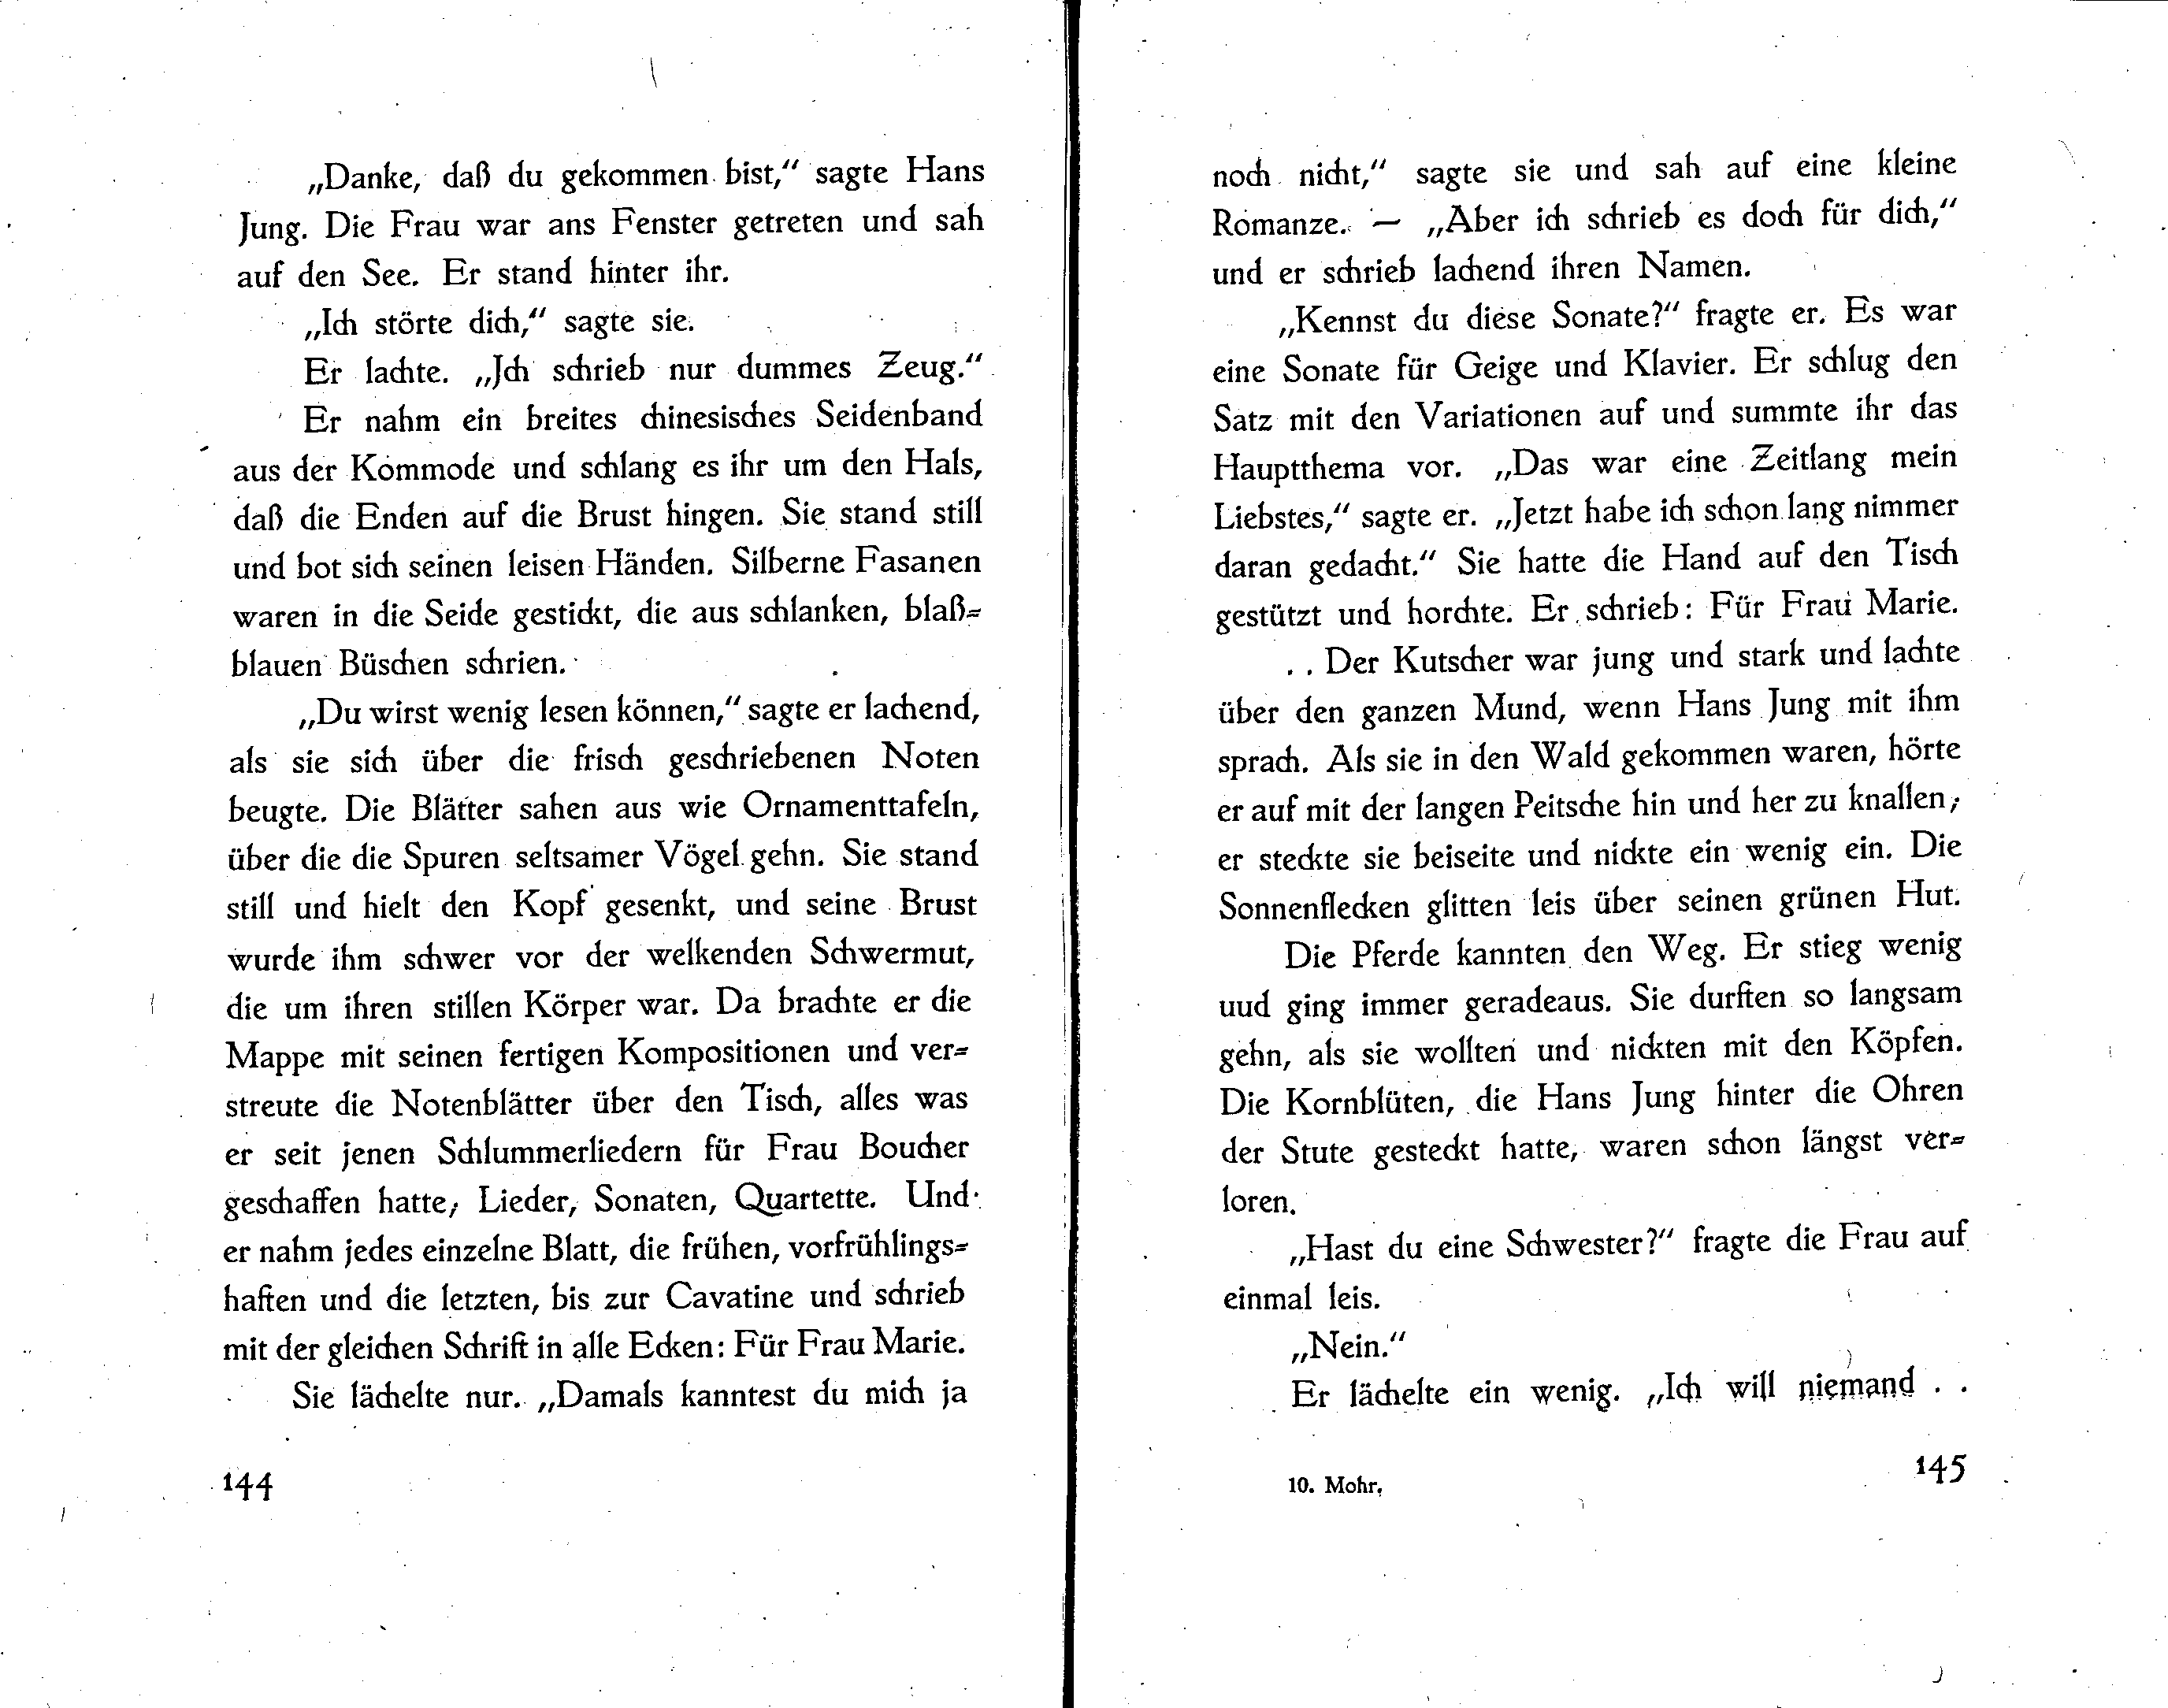 „Danke, daß du gekommen bist,“ sagte Hans
Jung. Die Frau war ans Fenster getreten und sah
auf den See. Er stand hinter ihr.
„Ich störte dich,“ sagte sie.
Er lachte. „Jch schrieb nur dummes Zeug.“
Er nahm ein breites chinesisches Seidenband
aus der Kommode und schlang es ihr um den Hals,
daß die Enden auf die Brust hingen. Sie stand still
und bot sich seinen leisen Händen. Silberne Fasanen
waren in die Seide gestickt, die aus schlanken, blaß-
blauen Büschen schrien.
„Du wirst wenig lesen können,“ sagte er lachend,
als sie sich über die frisch geschriebenen Noten
beugte. Die Blätter sahen aus wie Ornamenttafeln,
über die die Spuren seltsamer Vögel gehn. Sie stand
still und hielt den Kopf gesenkt, und seine Brust
wurde ihm schwer vor der welkenden Schwermut,
die um ihren stillen Körper war. Da brachte er die
Mappe mit seinen fertigen Kompositionen und ver-
streute die Notenblätter über den Tisch, alles was
er seit jenen Schlummerliedern für Frau Boucher
geschaffen hatte; Lieder, Sonaten, Quartette. Und
er nahm jedes einzelne Blatt, die frühen, vorfrühlings-
haften und die letzten, bis zur Cavatine und schrieb
mit der gleichen Schrift in alle Ecken: Für Frau Marie.
Sie lächelte nur. „Damals kanntest du mich ja
144
noch nicht,“ sagte sie und sah auf eine kleine
Romanze. — „Aber ich schrieb es doch für dich,“
und er schrieb lachend ihren Namen.
„Kennst du diese Sonate?“ fragte er. Es war
eine Sonate für Geige und Klavier. Er schlug den
Satz mit den Variationen auf und summte ihr das
Hauptthema vor. „Das war eine Zeitlang mein
Liebstes,“ sagte er. „Jetzt habe ich schon lang nimmer
daran gedacht.“ Sie hatte die Hand auf den Tisch
gestützt und horchte. Er schrieb: Für Frau Marie.
. . Der Kutscher war jung und stark und lachte
über den ganzen Mund, wenn Hans Jung mit ihm
sprach. Als sie in den Wald gekommen waren, hörte
er auf mit der langen Peitsche hin und her zu knallen;
er steckte sie beiseite und nickte ein wenig ein. Die
Sonnenflecken glitten leis über seinen grünen Hut.
Die Pferde kannten den Weg. Er stieg wenig
uud ging immer geradeaus. Sie durften so langsam
gehn, als sie wollten und nickten mit den Köpfen.
Die Kornblüten, die Hans Jung hinter die Ohren
der Stute gesteckt hatte, waren schon längst ver-
loren.
„Hast du eine Schwester?“ fragte die Frau auf
einmal leis.
„Nein.“
Er lächelte ein wenig. „Ich will niemand . .
10. Mohr.
145